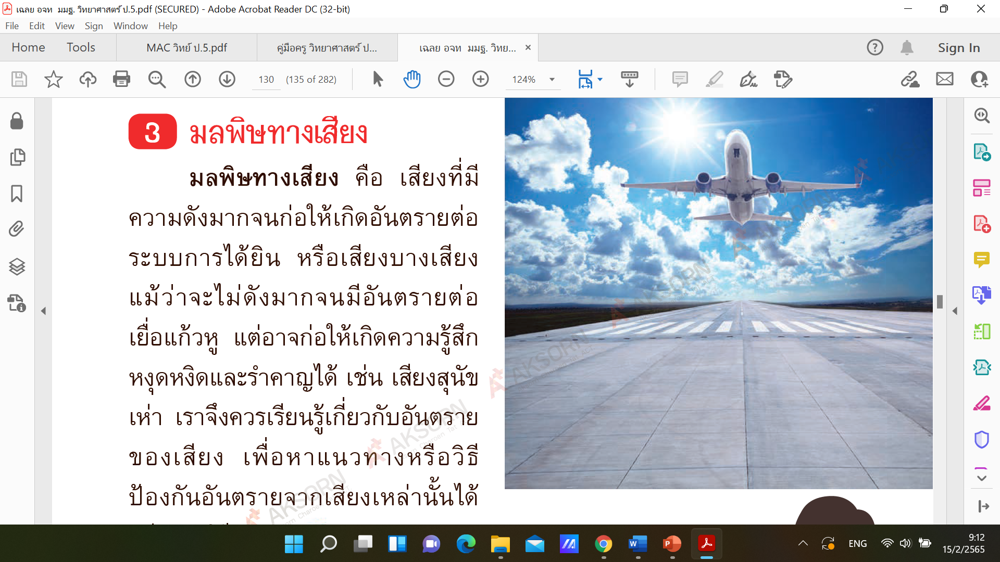 เฉลย อจท  มมฐ. วิทยาศาสตร์ ป.5.pdf (SECURED) - Adobe Acrobat Reader DC (32-bit)
File Edit View Sign Window Help
Home Tools MAC วิทย์ ป.5.pdf คู่มือครู วิทยาศาสตร์ ป... เฉลย อจท  มมฐ. วิทย... Sign In
130 (135 of 282) 124%
3 มลพิษทางเสียง
มลพิษทางเสียง คือ เสียงที่มี
ความดังมากจนก่อให้เกิดอันตรายต่อ
ระบบการได้ยิน หรือเสียงบางเสียง
แม้ว่าจะไม่ดังมากจนมีอันตรายต่อ
เยื่อแก้วหู แต่อาจก่อให้เกิดความรู้สึก
หงุดหงิดและรำคาญได้ เช่น เสียงสุนัข
เห่า เราจึงควรเรียนรู้เกี่ยวกับอันตราย
ของเสียง เพื่อหาแนวทางหรือวิธี
ป้องกันอันตรายจากเสียงเหล่านั้นได้
AKSORN
AKSORN
AKSORN
AKSORN
ENG 9:12
15/2/2565